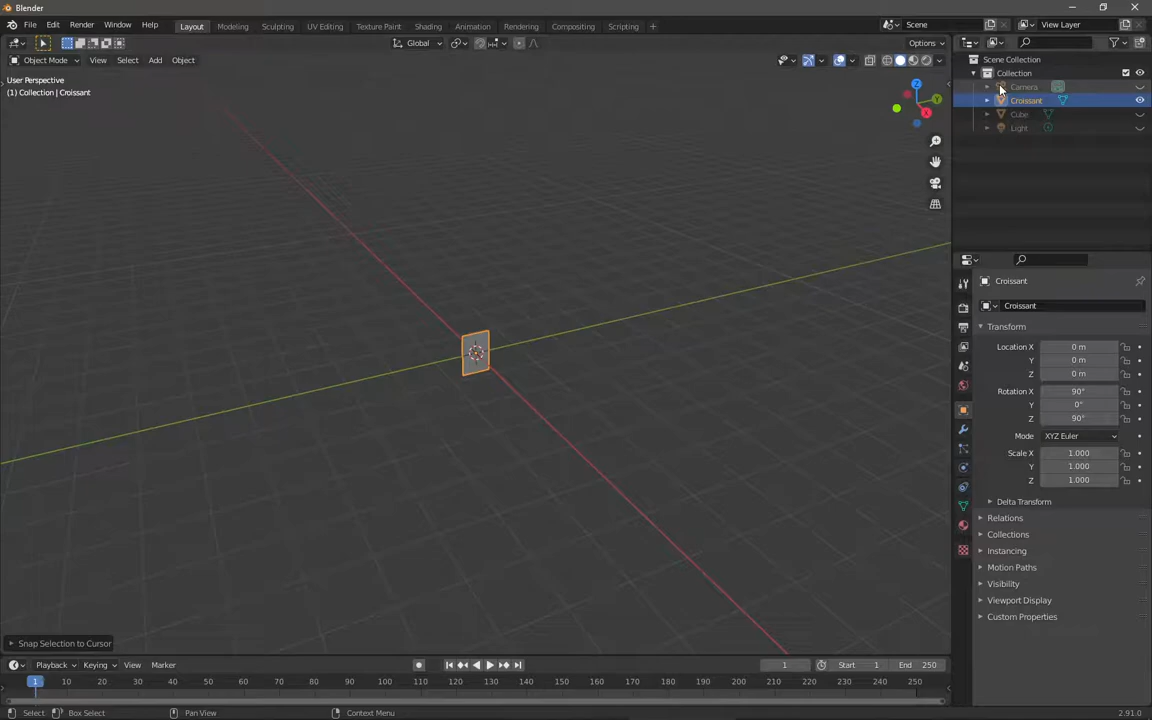 Blender
File Edit Render Window Help Layout Modeling Sculpting UV Editing Texture Paint Shading Animation Rendering Compositing Scripting + Scene View Layer
Global Options
Object Mode View Select Add Object
User Perspective
(1) Collection | Croissant
Z
Y
X
Scene Collection
Collection
Camera
Croissant
Cube
Light
Croissant
Croissant
Transform
Location X 0 m
Y 0 m
Z 0 m
Rotation X 90°
Y 0°
Z 90°
Mode XYZ Euler
Scale X 1.000
Y 1.000
Z 1.000
Delta Transform
Relations
Collections
Instancing
Motion Paths
Visibility
Viewport Display
Custom Properties
Snap Selection to Cursor
Playback Keying View Marker 1 Start 1 End 250
1 10 20 30 40 50 60 70 80 90 100 110 120 130 140 150 160 170 180 190 200 210 220 230 240 250
Select Box Select Pan View Context Menu 2.91.0